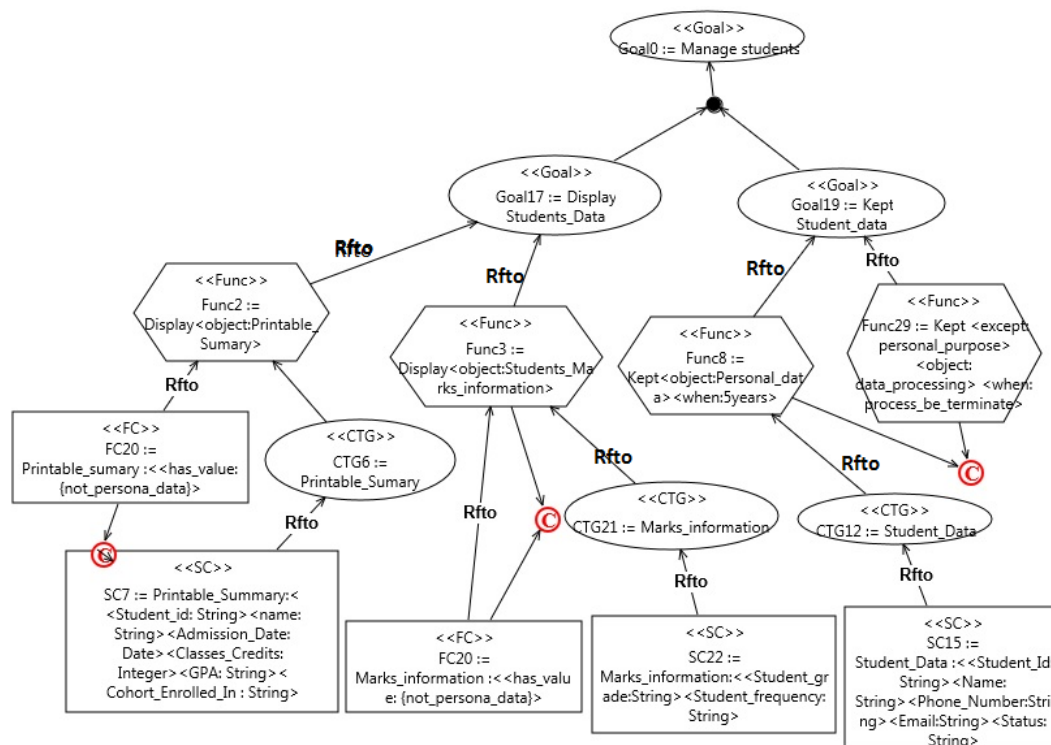 <<Goal>>
Goal0 := Manage students
<<Goal>>
Goal17 := Display
Students_Data
<<Goal>>
Goal19 := Kept
Student_data
Rfto
Rfto
Rfto
Rfto
<<Func>>
Func2 :=
Display<object:Printable_
Sumary>
<<Func>>
Func3 :=
Display<object:Students_Ma
rks_information>
<<Func>>
Func8 :=
Kept<object:Personal_dat
a><when:5years>
<<Func>>
Func29 := Kept <except:
personal_purpose>
<object:
data_processing> <when:
process_be_terminate>
Rfto
<<FC>>
FC20 :=
Printable_sumary :<<has_value:
{not_persona_data}>
<<CTG>>
CTG6 :=
Printable_Sumary
Rfto
Rfto
Rfto
Rfto
C
C
C
<<CTG>>
CTG21 := Marks_information
<<CTG>>
CTG12 := Student_Data
Rfto
Rfto
<<SC>>
SC7 := Printable_Summary:<
<Student_id: String><name:
String><Admission_Date:
Date><Classes_Credits:
Integer><GPA: String><
Cohort_Enrolled_In : String>
<<FC>>
FC20 :=
Marks_information :<<has_valu
e: {not_persona_data}>
<<SC>>
SC22 :=
Marks_information:<<Student_gr
ade:String><Student_frequency:
String>
<<SC>>
SC15 :=
Student_Data :<<Student_Id
String><Name:
String><Phone_Number:Stri
ng><Email:String><Status:
String>